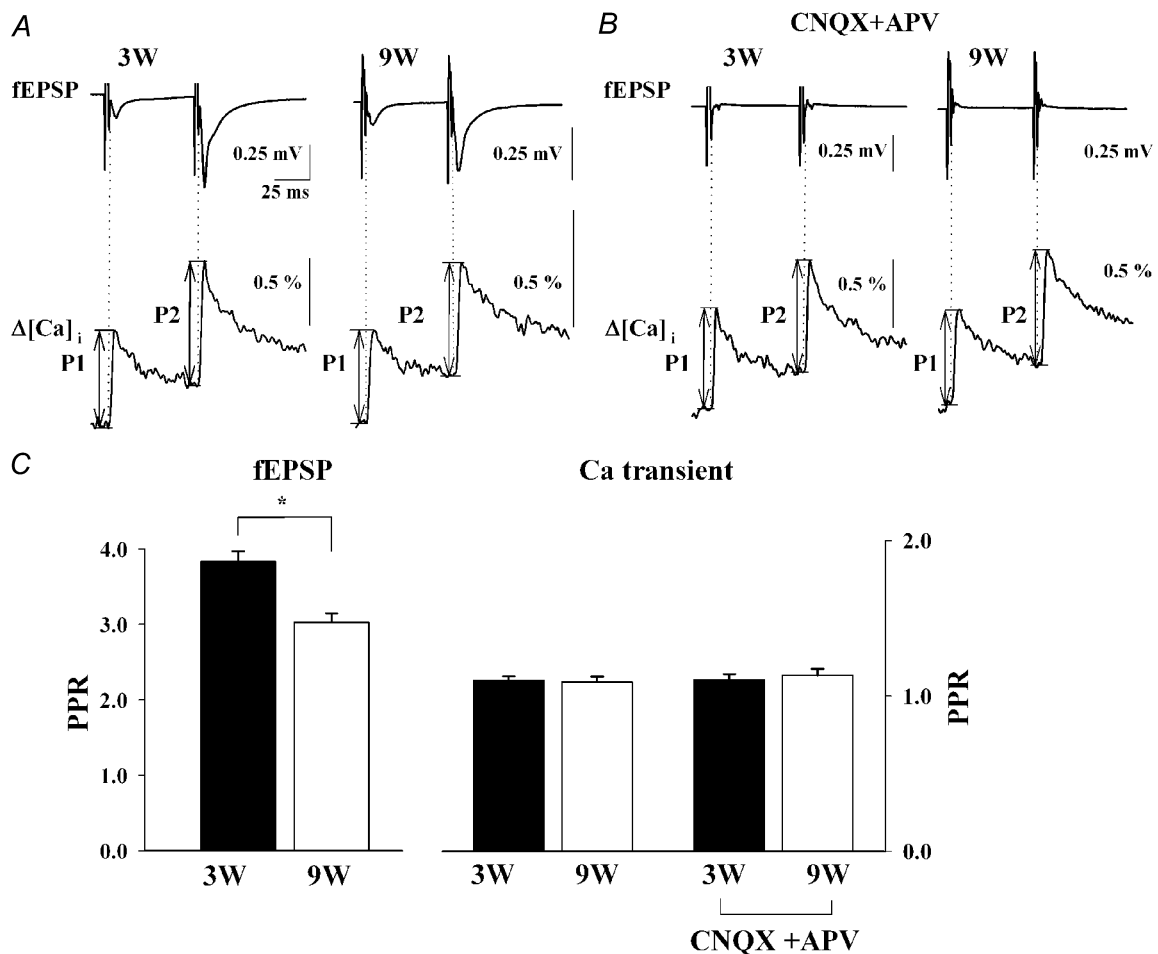 A
3W
9W
fEPSP
0.25 mV
25 ms
0.25 mV
Δ[Ca]i
P1
P2
0.5 %
P2
P1
0.5 %
B
CNQX+APV
3W
9W
fEPSP
0.25 mV
0.25 mV
Δ[Ca]i
P1
P2
0.5 %
P1
P2
0.5 %
C
fEPSP
Ca transient
*
PPR
4.0
3.0
2.0
1.0
0.0
3W
9W
3W
9W
3W
9W
CNQX +APV
2.0
1.0
0.0
PPR